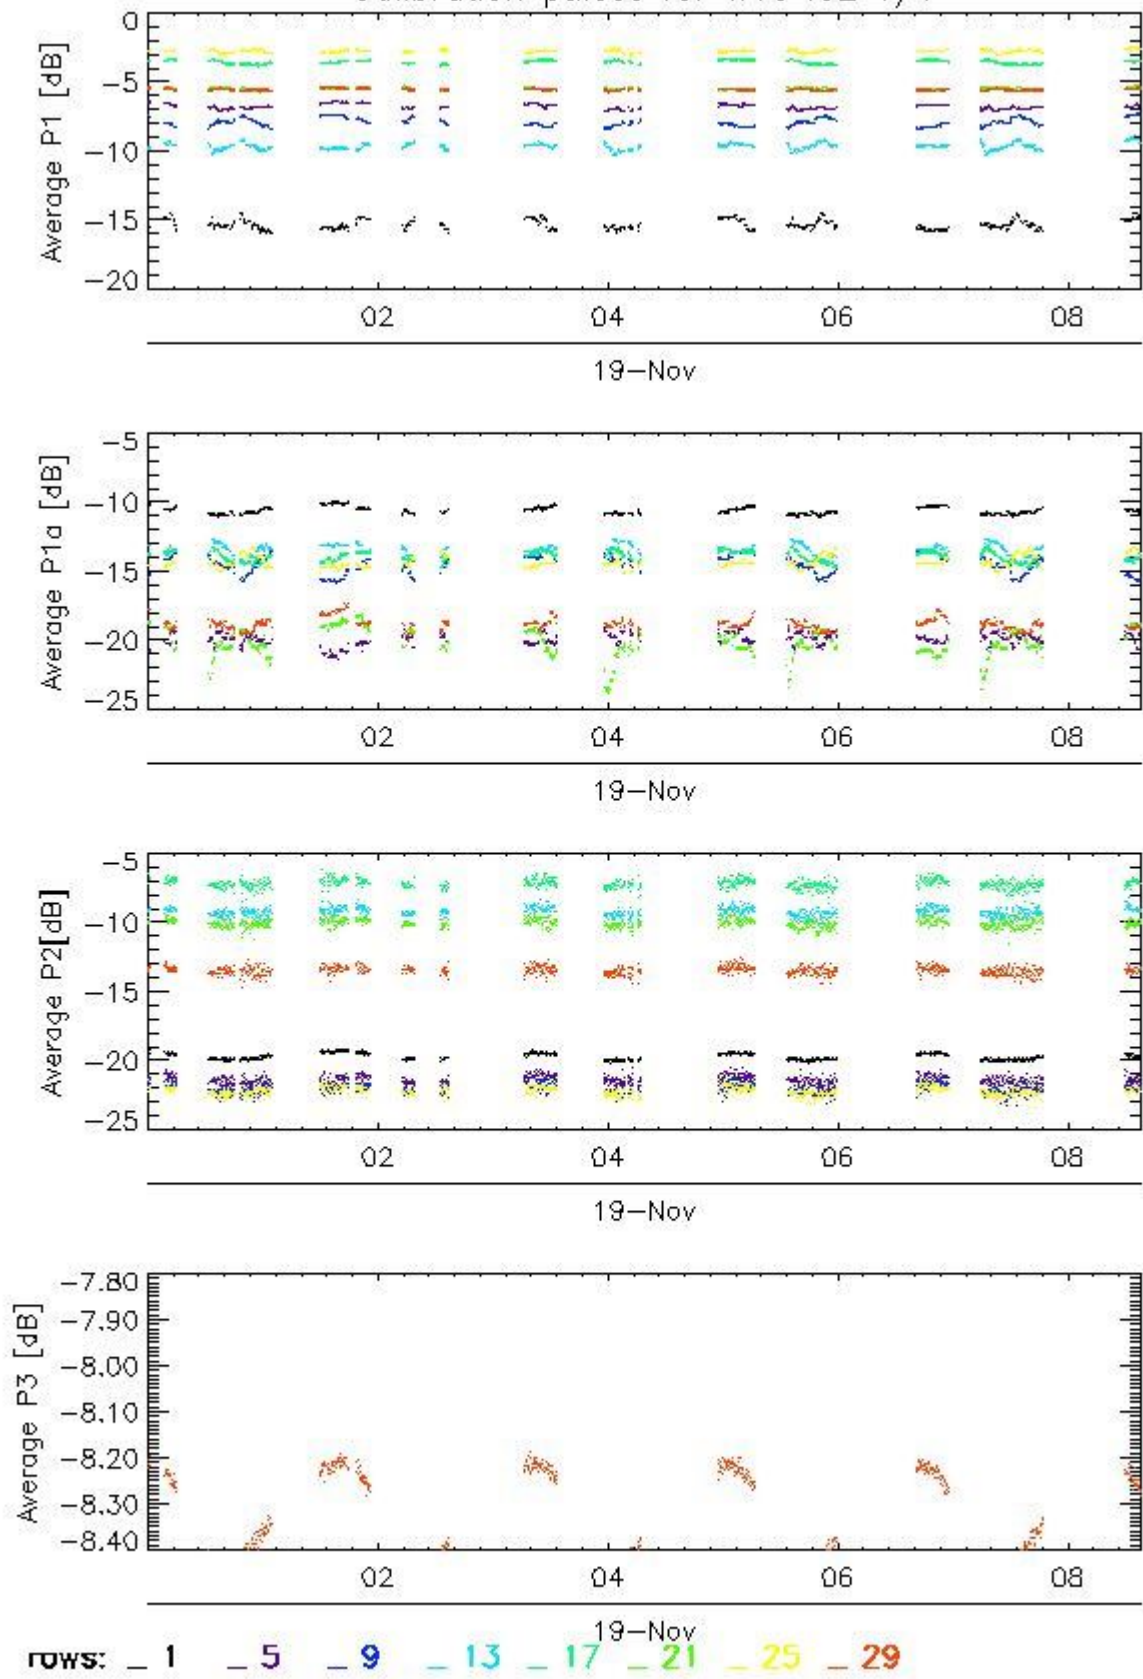 0
−5
−10
−15
−20
Average P1 [dB]
02 04 06 08
19−Nov
−5
−10
−15
−20
−25
Average P1a [dB]
02 04 06 08
19−Nov
−5
−10
−15
−20
−25
Average P2[dB]
02 04 06 08
19−Nov
−7.80
−7.90
−8.00
−8.10
−8.20
−8.30
−8.40
Average P3 [dB]
02 04 06 08
19−Nov
rows: _ 1 _ 5 _ 9 _ 13 _ 17 _ 21 _ 25 _ 29